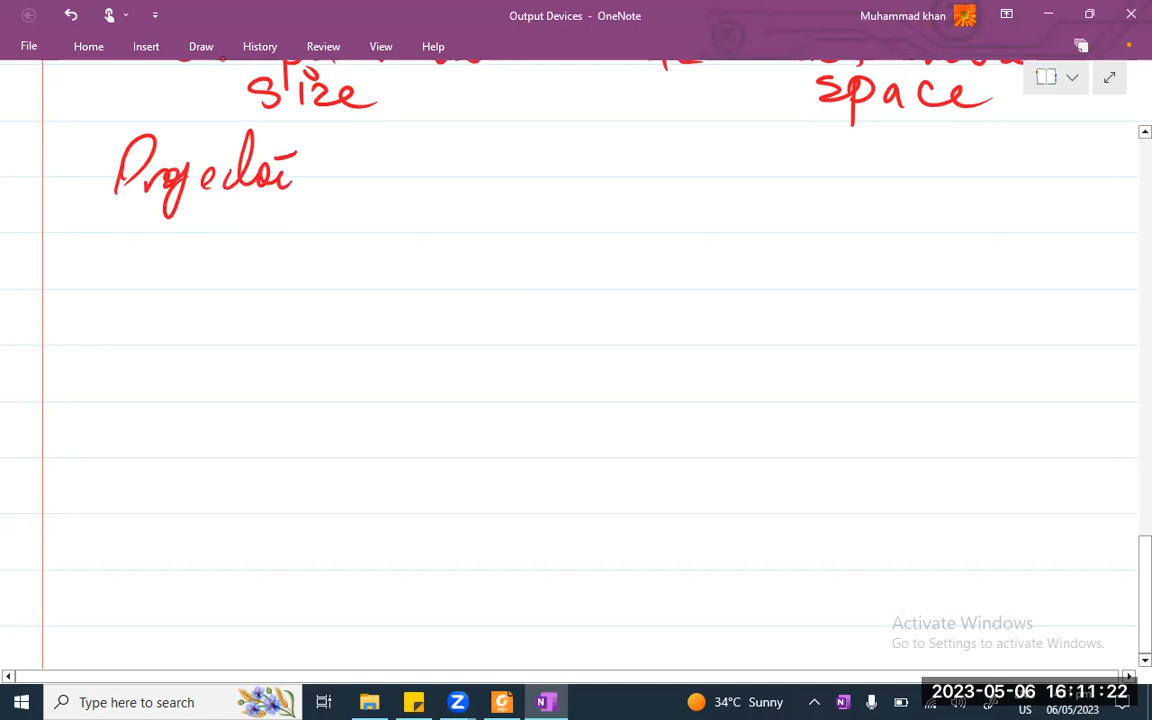 Output Devices - OneNote
Muhammad khan
File Home Insert Draw History Review View Help
size space
Projector
Activate Windows
Go to Settings to activate Windows.
Type here to search
34°C Sunny
2023-05-06 16:11:22
US 06/05/2023